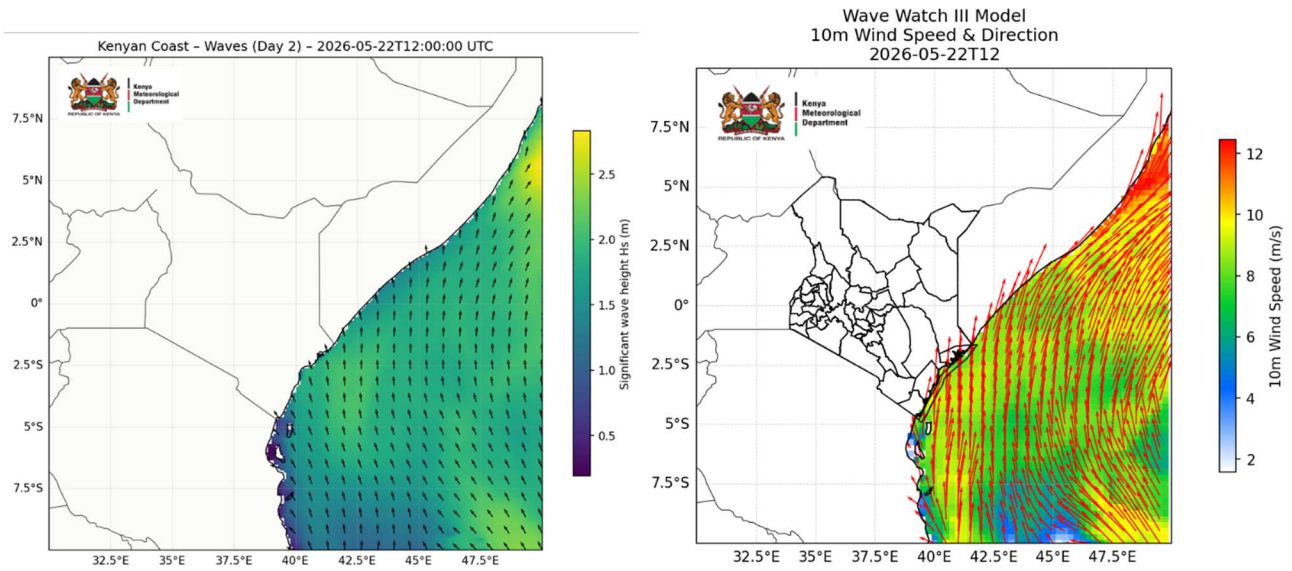 Kenyan Coast – Waves (Day 2) – 2026-05-22T12:00:00 UTC
Kenya
Meteorological
Department
REPUBLIC OF KENYA
7.5°N
5°N
2.5°N
0°
2.5°S
5°S
7.5°S
32.5°E 35°E 37.5°E 40°E 42.5°E 45°E 47.5°E
2.5
2.0
1.5
1.0
0.5
Significant wave height Hs (m)
Wave Watch III Model
10m Wind Speed & Direction
2026-05-22T12
Kenya
Meteorological
Department
REPUBLIC OF KENYA
7.5°N
5°N
2.5°N
0°
2.5°S
5°S
7.5°S
32.5°E 35°E 37.5°E 40°E 42.5°E 45°E 47.5°E
12
10
8
6
4
2
10m Wind Speed (m/s)